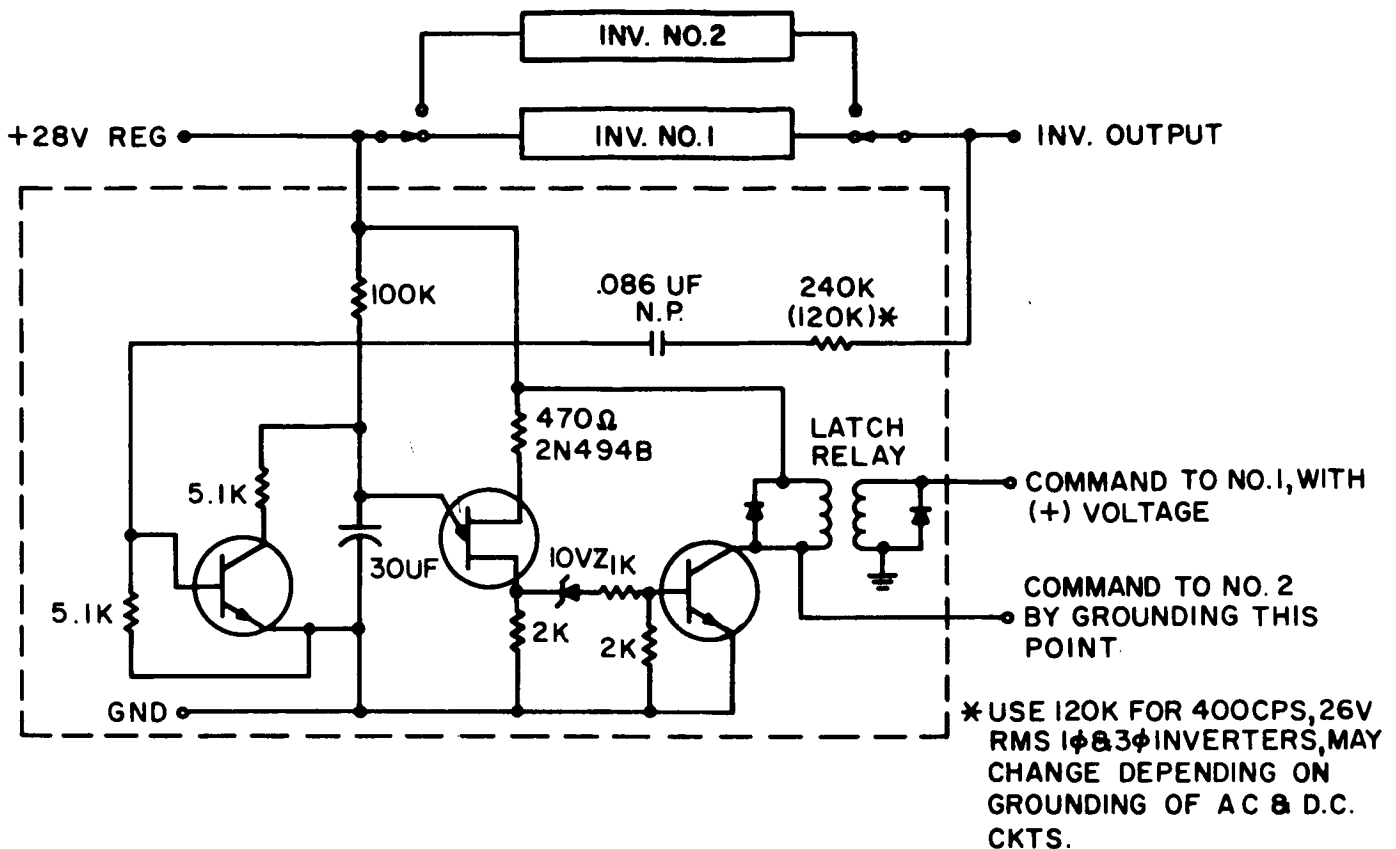 INV. NO.2
+28V REG
INV. NO.1
INV. OUTPUT
100K
.086 UF
N.P.
240K
(120K)*
470Ω
2N494B
LATCH
RELAY
5.1K
COMMAND TO NO.1, WITH
(+) VOLTAGE
30UF
10VZ
1K
5.1K
2K
2K
COMMAND TO NO. 2
BY GROUNDING THIS
POINT
GND
* USE 120K FOR 400CPS, 26V
RMS 1ϕ & 3ϕ INVERTERS, MAY
CHANGE DEPENDING ON
GROUNDING OF AC & D.C.
CKTS.